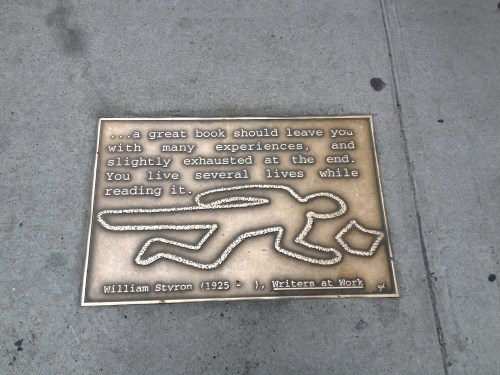 ...a great book should leave you
with many experiences, and
slightly exhausted at the end.
You live several lives while
reading it.
William Styron (1925 - ), Writers at Work